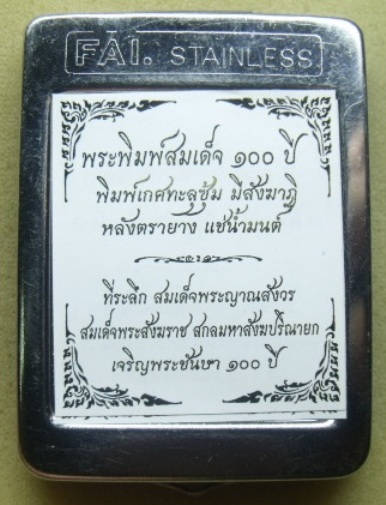 FAI. STAINLESS
พระพิมพ์สมเด็จ ๑๐๐ ปี
พิมพ์เกศทะลุซุ้ม มีสังฆาฏิ
หลังตรายาง แช่น้ำมนต์
ที่ระลึก สมเด็จพระญาณสังวร
สมเด็จพระสังฆราช สกลมหาสังฆปริณายก
เจริญพระชันษา ๑๐๐ ปี